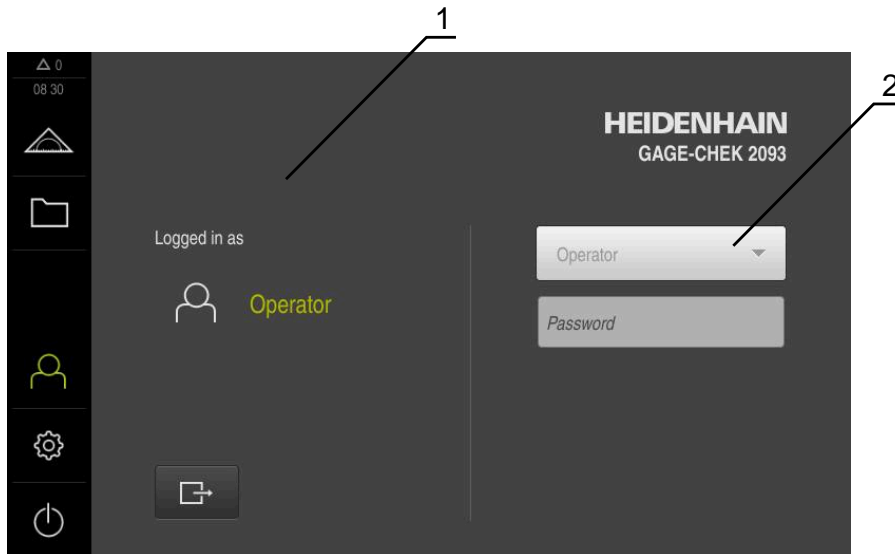 1
2
△ 0
08 30
HEIDENHAIN
GAGE-CHEK 2093
Logged in as
Operator
Operator
Password